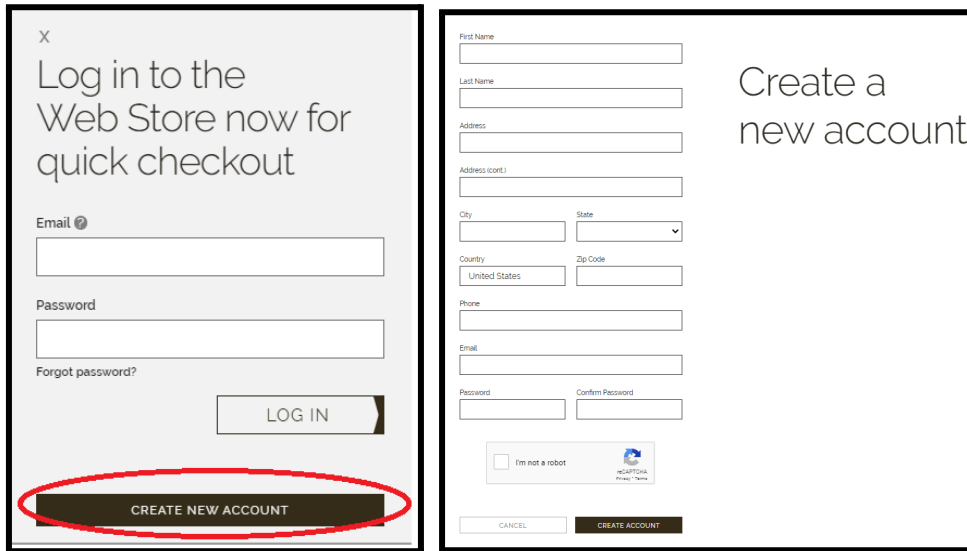 X
Log in to the
Web Store now for
quick checkout
Email ?
Password
Forgot password?
LOG IN
CREATE NEW ACCOUNT
First Name
Last Name
Address
Address (cont.)
City State
Country Zip Code
United States
Phone
Email
Password Confirm Password
I'm not a robot
reCAPTCHA
Privacy - Terms
CANCEL CREATE ACCOUNT
Create a
new account